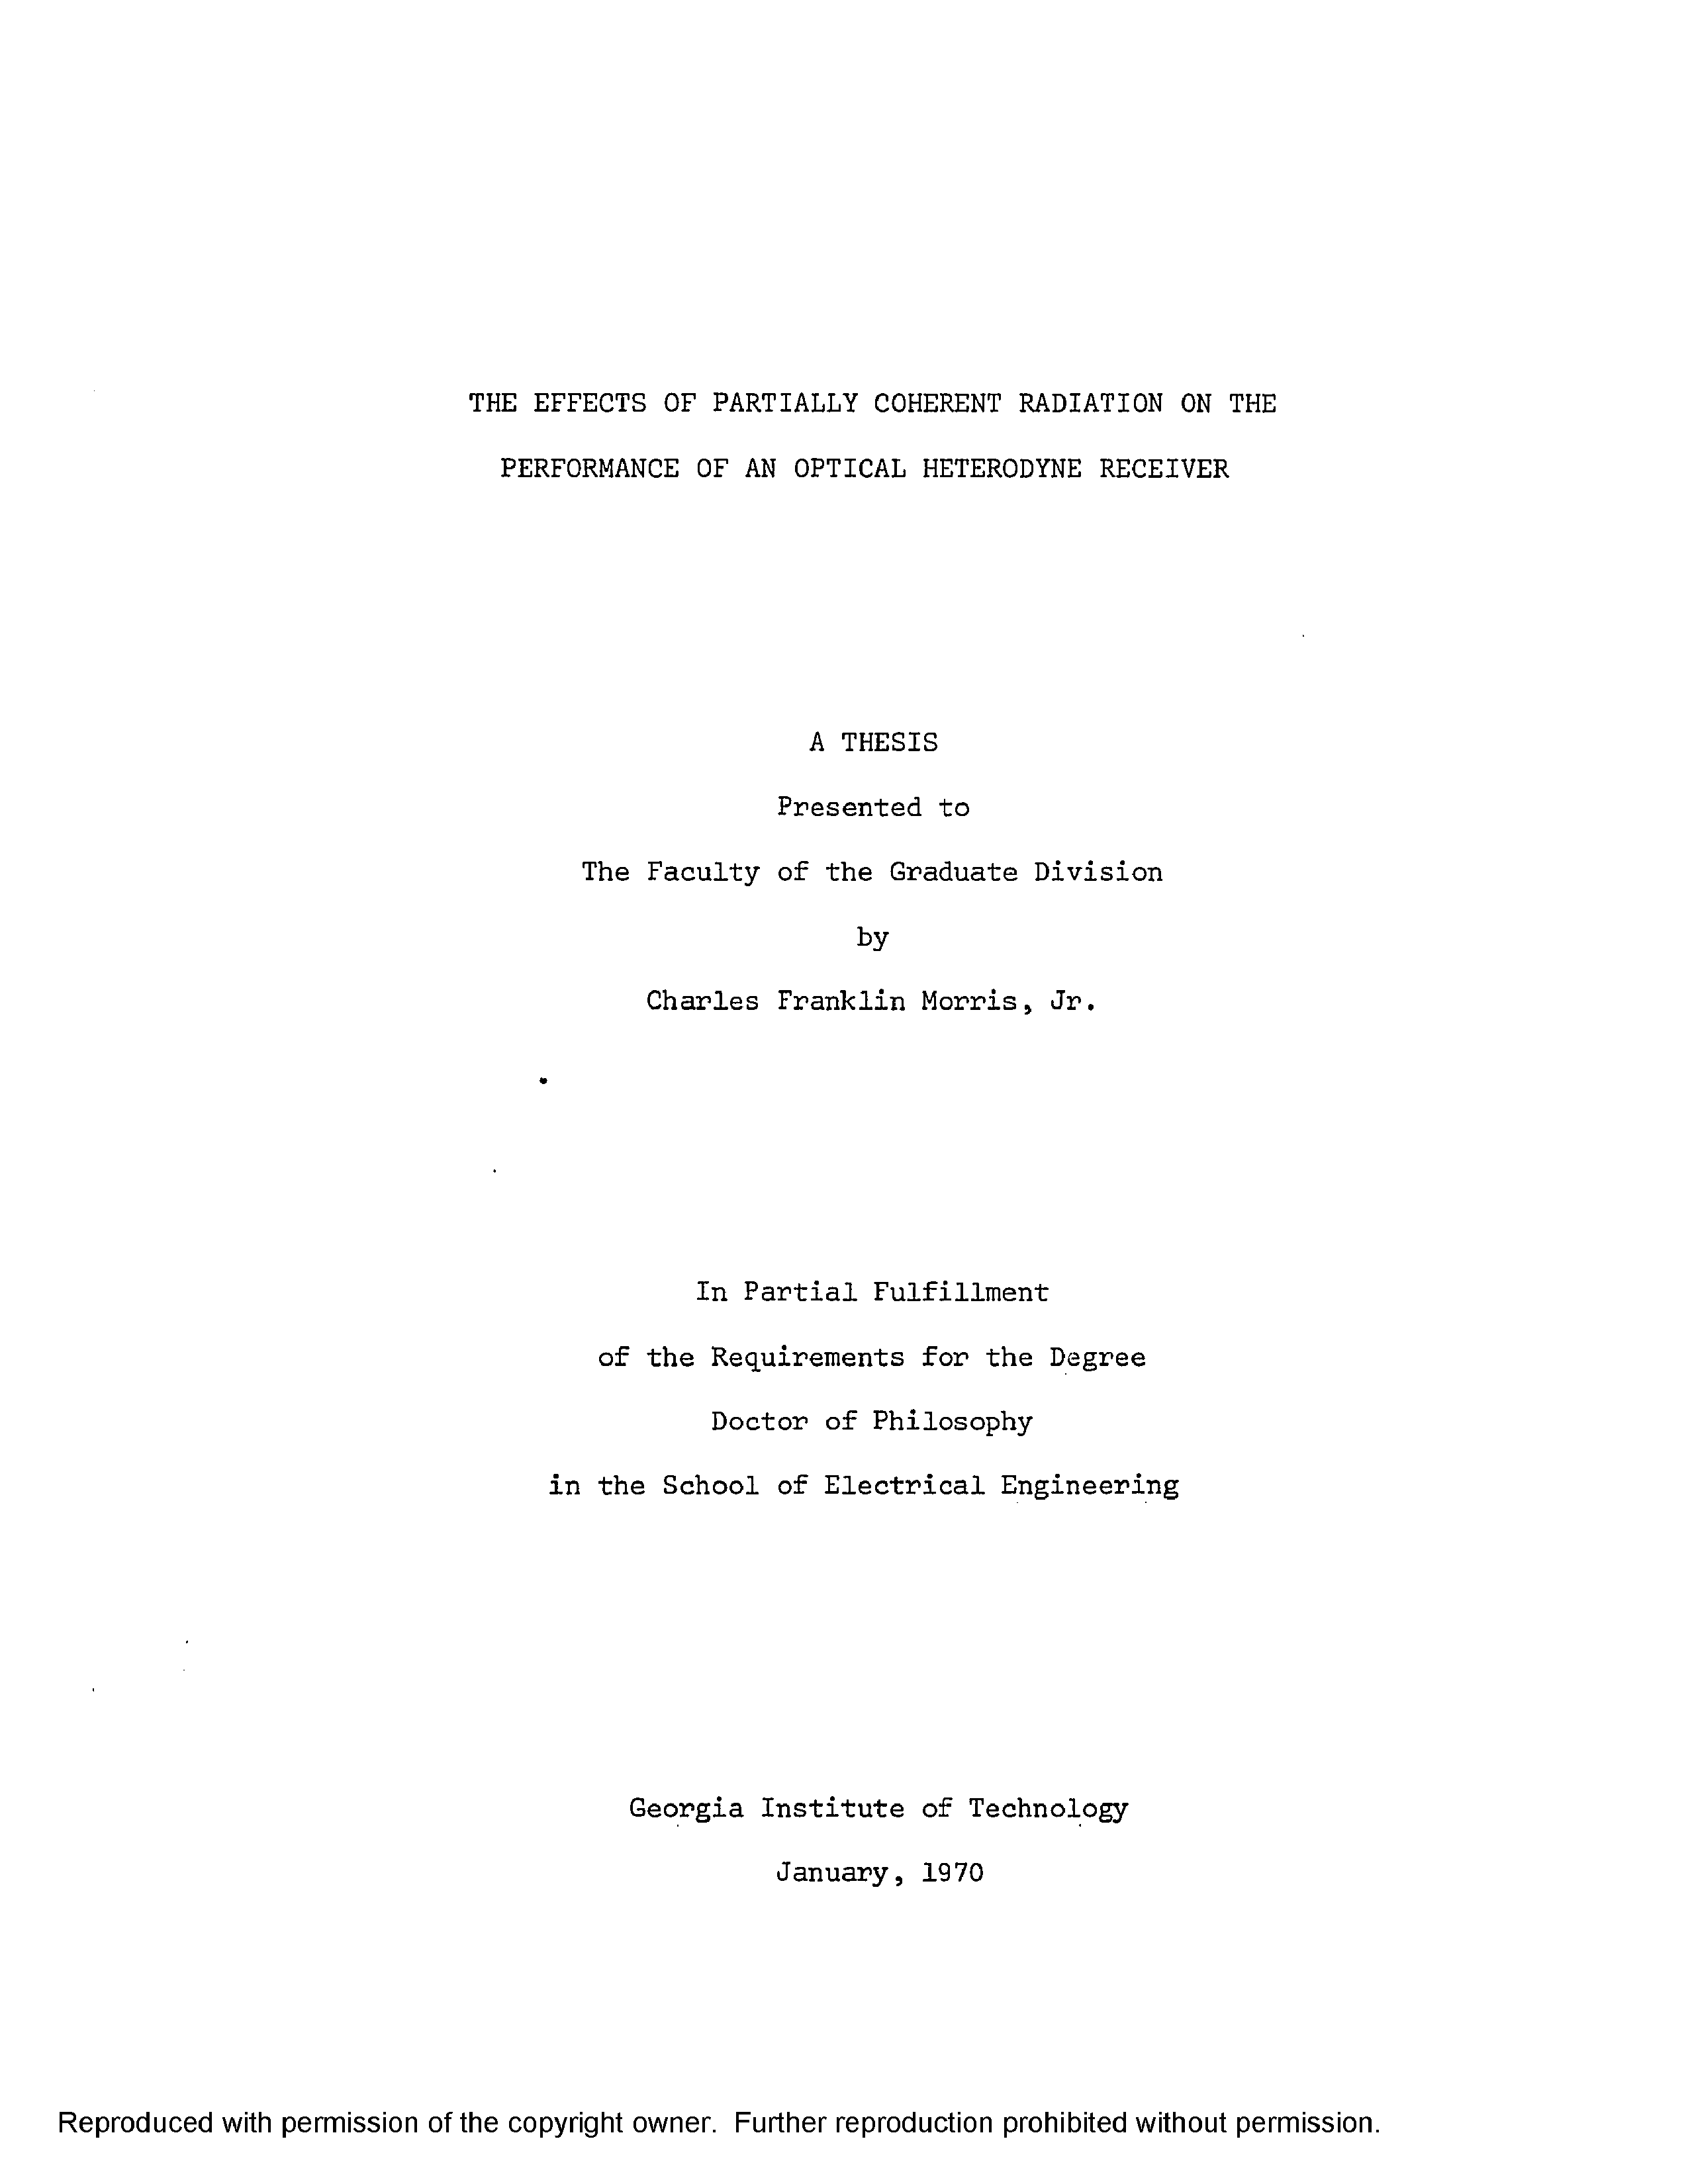 THE EFFECTS OF PARTIALLY COHERENT RADIATION ON THE
PERFORMANCE OF AN OPTICAL HETERODYNE RECEIVER
A THESIS
Presented to
The Faculty of the Graduate Division
by
Charles Franklin Morris, Jr.
In Partial Fulfillment
of the Requirements for the Degree
Doctor of Philosophy
in the School of Electrical Engineering
Georgia Institute of Technology
January, 1970
Reproduced with permission of the copyright owner. Further reproduction prohibited without permission.